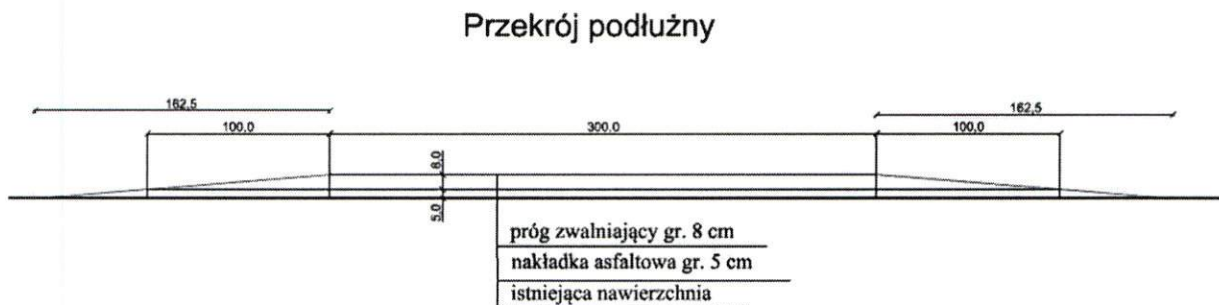 Przekrój podłużny
162,5
162,5
100,0
300,0
100,0
8,0
5,0
próg zwalniający gr. 8 cm
nakładka asfaltowa gr. 5 cm
istniejąca nawierzchnia